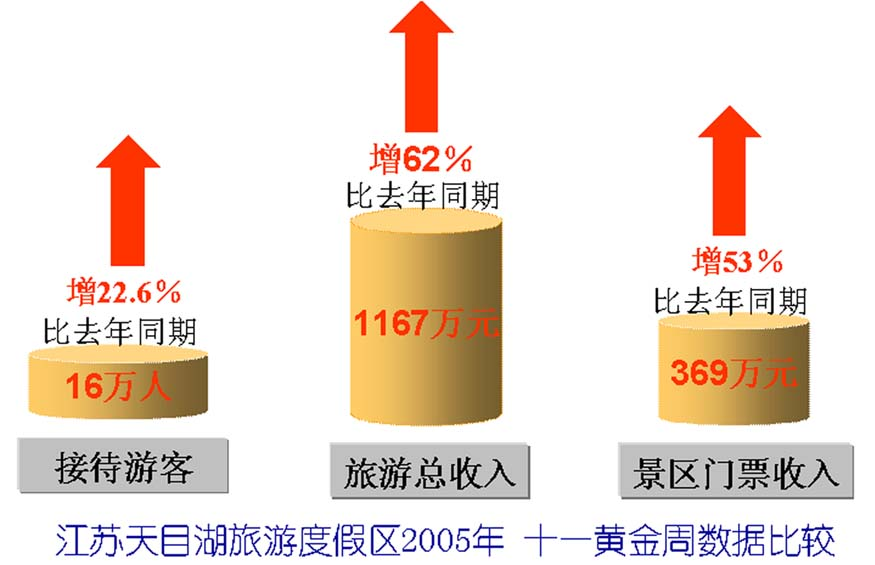 增62%
比去年同期
1167万元
旅游总收入
增22.6%
比去年同期
16万人
接待游客
增53%
比去年同期
369万元
景区门票收入
江苏天目湖旅游度假区2005年 十一黄金周数据比较